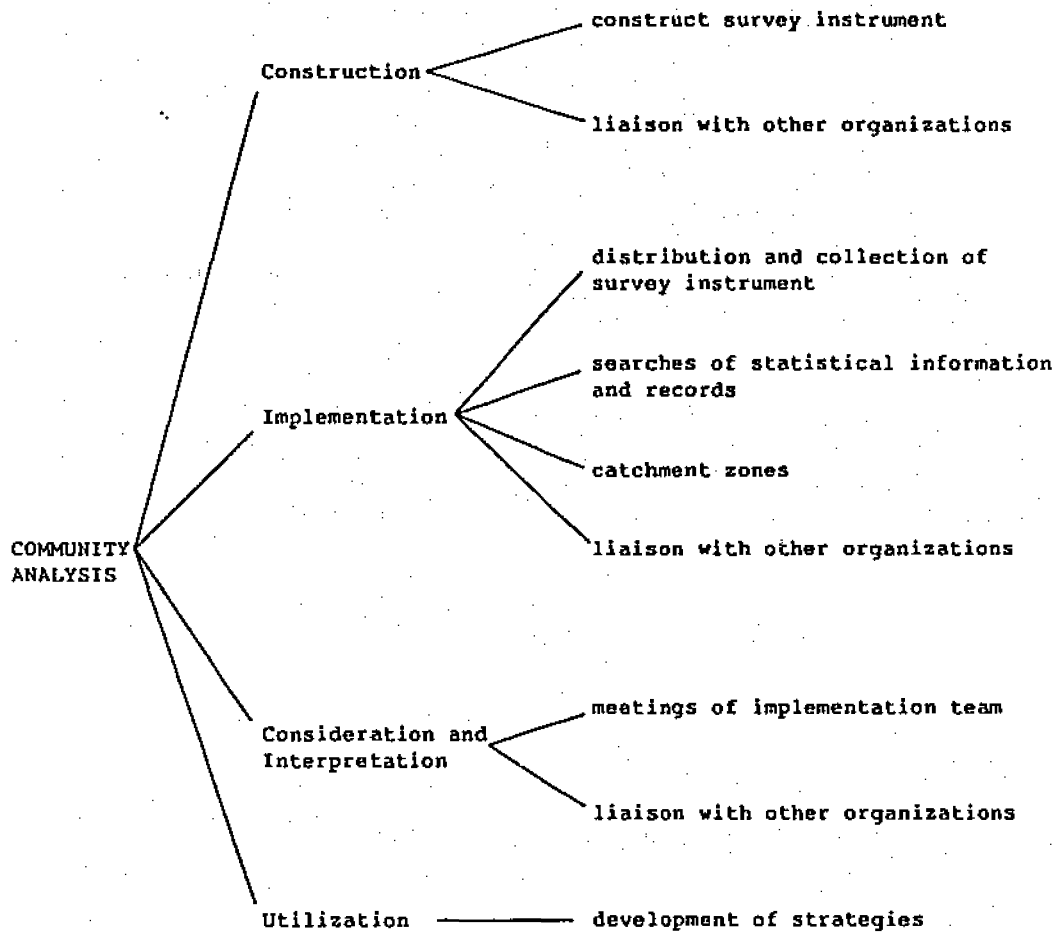 construct survey instrument
Construction
liaison with other organizations
distribution and collection of
survey instrument
searches of statistical information
and records
Implementation
catchment zones
COMMUNITY
ANALYSIS
liaison with other organizations
meetings of implementation team
Consideration and
Interpretation
liaison with other organizations
Utilization
development of strategies